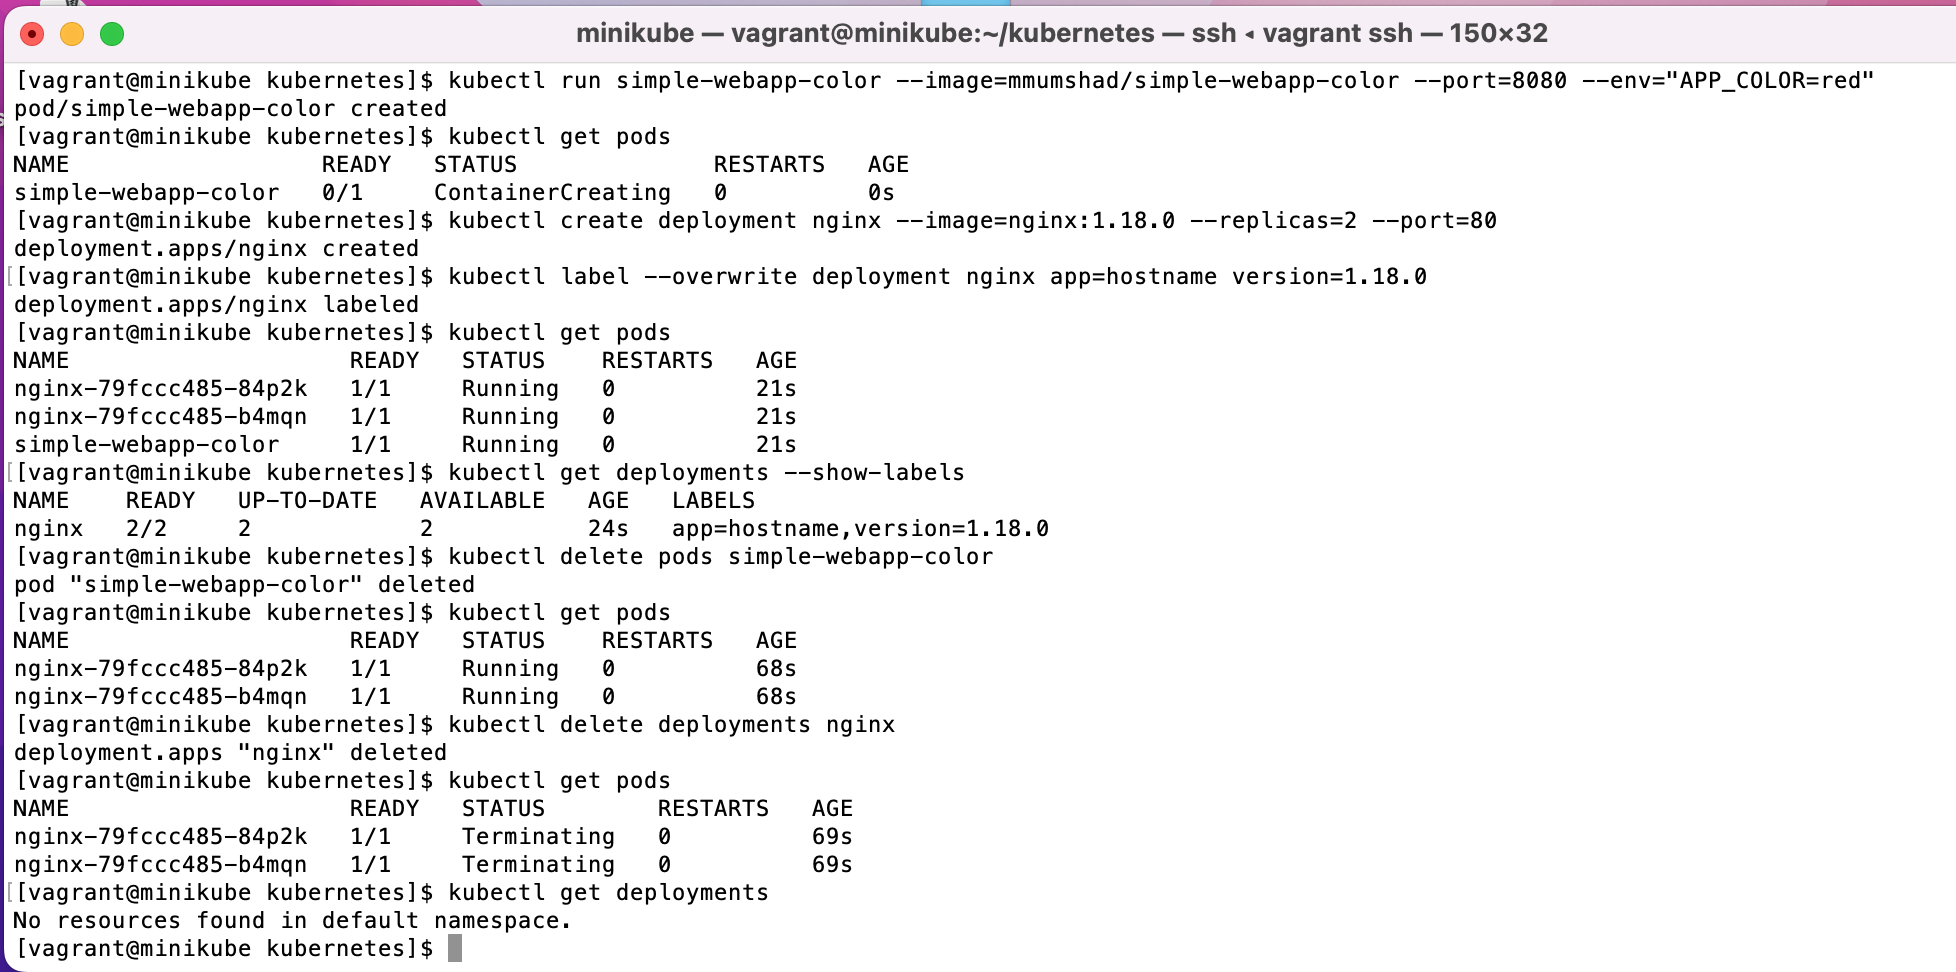 minikube — vagrant@minikube:~/kubernetes — ssh ◂ vagrant ssh — 150×32
[vagrant@minikube kubernetes]$ kubectl run simple-webapp-color --image=mmumshad/simple-webapp-color --port=8080 --env="APP_COLOR=red"
pod/simple-webapp-color created
[vagrant@minikube kubernetes]$ kubectl get pods
NAME                  READY   STATUS              RESTARTS   AGE
simple-webapp-color   0/1     ContainerCreating   0          0s
[vagrant@minikube kubernetes]$ kubectl create deployment nginx --image=nginx:1.18.0 --replicas=2 --port=80
deployment.apps/nginx created
[[vagrant@minikube kubernetes]$ kubectl label --overwrite deployment nginx app=hostname version=1.18.0
deployment.apps/nginx labeled
[vagrant@minikube kubernetes]$ kubectl get pods
NAME                    READY   STATUS    RESTARTS   AGE
nginx-79fccc485-84p2k   1/1     Running   0          21s
nginx-79fccc485-b4mqn   1/1     Running   0          21s
simple-webapp-color     1/1     Running   0          21s
[[vagrant@minikube kubernetes]$ kubectl get deployments --show-labels
NAME    READY   UP-TO-DATE   AVAILABLE   AGE   LABELS
nginx   2/2     2            2           24s   app=hostname,version=1.18.0
[vagrant@minikube kubernetes]$ kubectl delete pods simple-webapp-color
pod "simple-webapp-color" deleted
[vagrant@minikube kubernetes]$ kubectl get pods
NAME                    READY   STATUS    RESTARTS   AGE
nginx-79fccc485-84p2k   1/1     Running   0          68s
nginx-79fccc485-b4mqn   1/1     Running   0          68s
[vagrant@minikube kubernetes]$ kubectl delete deployments nginx
deployment.apps "nginx" deleted
[vagrant@minikube kubernetes]$ kubectl get pods
NAME                    READY   STATUS        RESTARTS   AGE
nginx-79fccc485-84p2k   1/1     Terminating   0          69s
nginx-79fccc485-b4mqn   1/1     Terminating   0          69s
[[vagrant@minikube kubernetes]$ kubectl get deployments
No resources found in default namespace.
[vagrant@minikube kubernetes]$